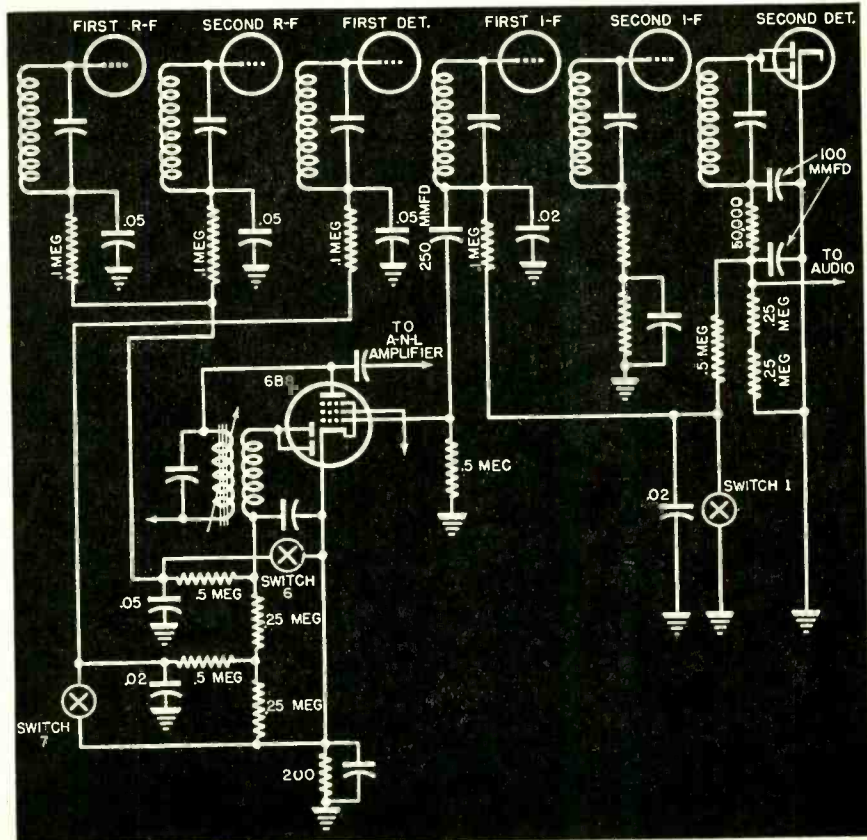 FIRST R-F
SECOND R-F
FIRST DET.
FIRST I-F
SECOND I-F
SECOND DET.
100
MMFD
.1 MEG
.05
.1 MEG
.05
.1 MEG
.05
250 MMFD
.1 MEG
.02
50,000
TO
AUDIO
.5 MEG
.25
MEG
.25
MEG
TO
A-N-L
AMPLIFIER
6B8
.5 MEC
.02
SWITCH 1
SWITCH
6
.05
.5 MEG
.25 MEG
.02
.5 MEG
.25 MEG
SWITCH
7
200